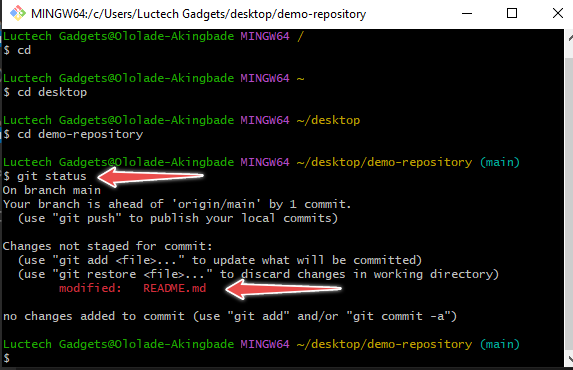 MINGW64:/c/Users/Luctech Gadgets/desktop/demo-repository
Luctech Gadgets@Ololade-Akingbade MINGW64 /
$ cd
Luctech Gadgets@Ololade-Akingbade MINGW64 ~
$ cd desktop
Luctech Gadgets@Ololade-Akingbade MINGW64 ~/desktop
$ cd demo-repository
Luctech Gadgets@Ololade-Akingbade MINGW64 ~/desktop/demo-repository (main)
$ git status
On branch main
Your branch is ahead of 'origin/main' by 1 commit.
  (use "git push" to publish your local commits)
Changes not staged for commit:
  (use "git add <file>..." to update what will be committed)
  (use "git restore <file>..." to discard changes in working directory)
        modified:   README.md
no changes added to commit (use "git add" and/or "git commit -a")
Luctech Gadgets@Ololade-Akingbade MINGW64 ~/desktop/demo-repository (main)
$